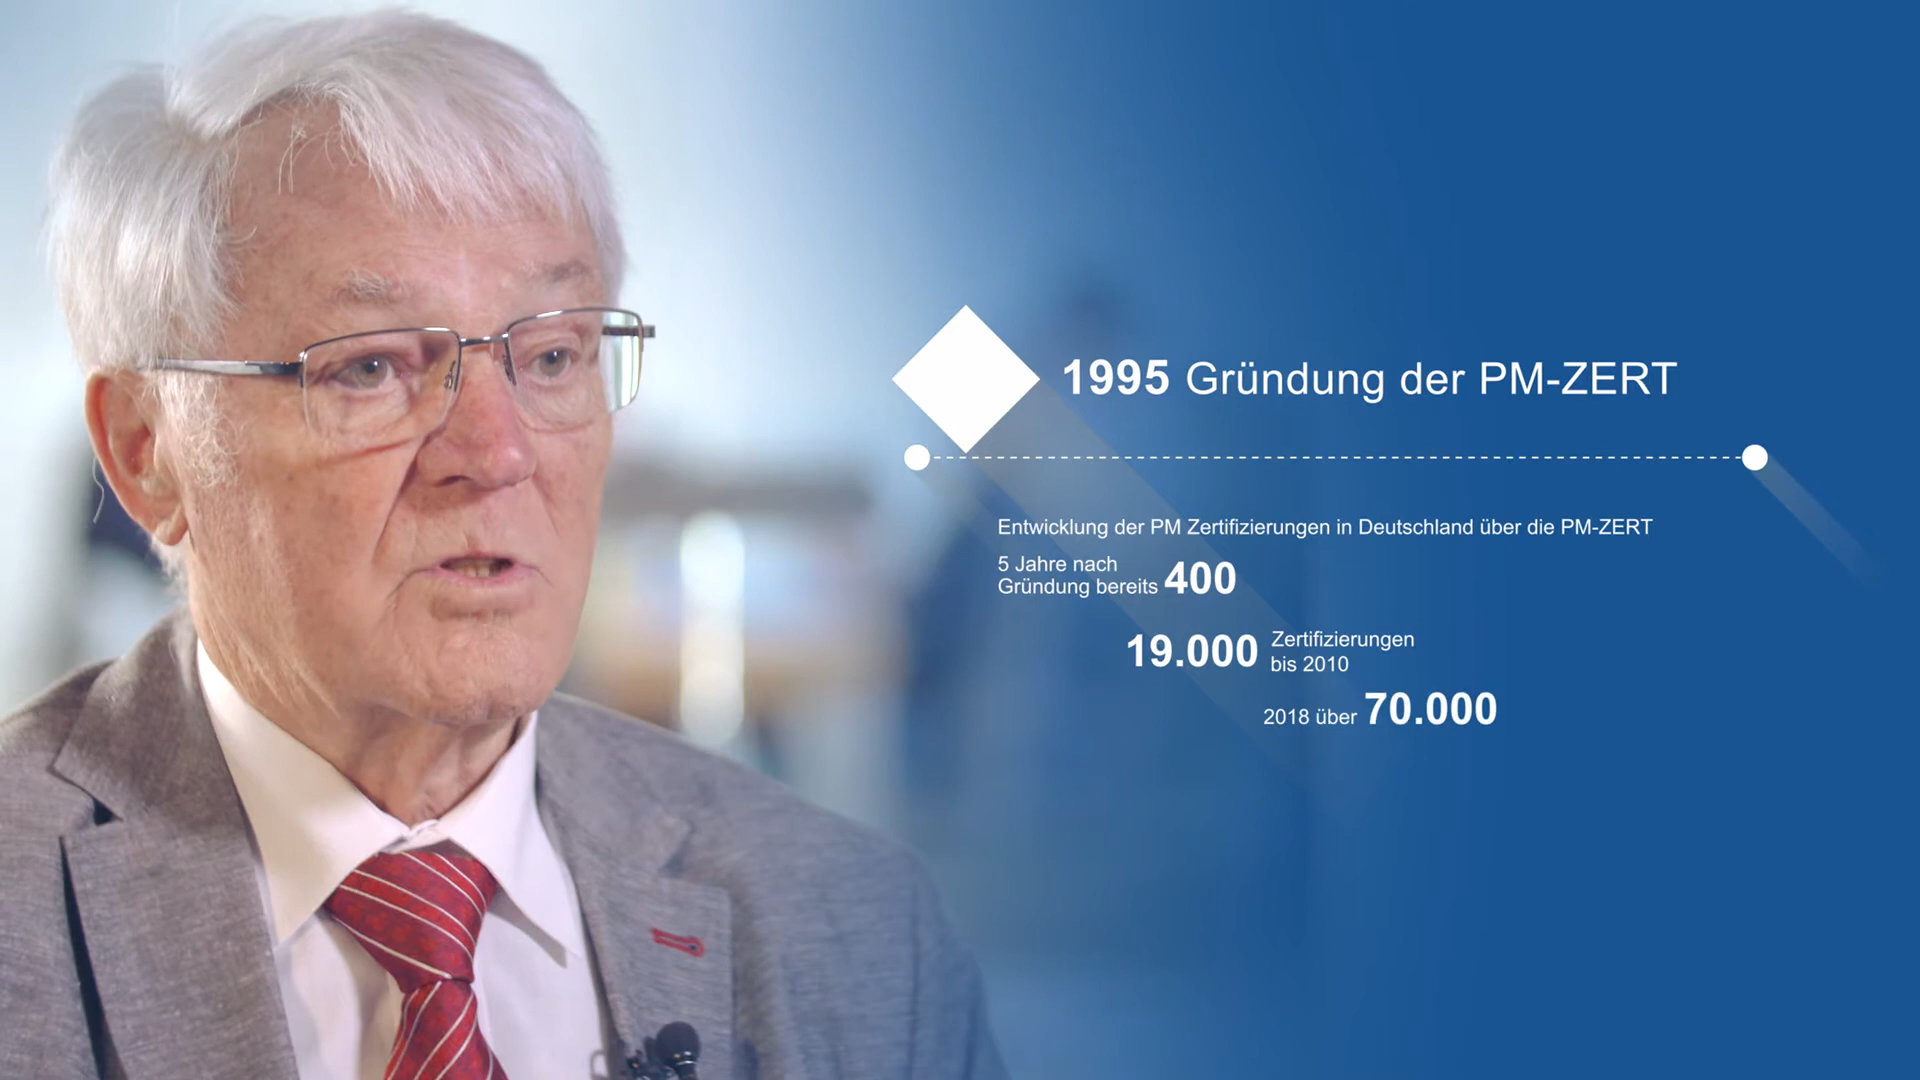 1995 Gründung der PM-ZERT
Entwicklung der PM Zertifizierungen in Deutschland über die PM-ZERT
5 Jahre nach
Gründung bereits 400
19.000 Zertifizierungen
bis 2010
2018 über 70.000